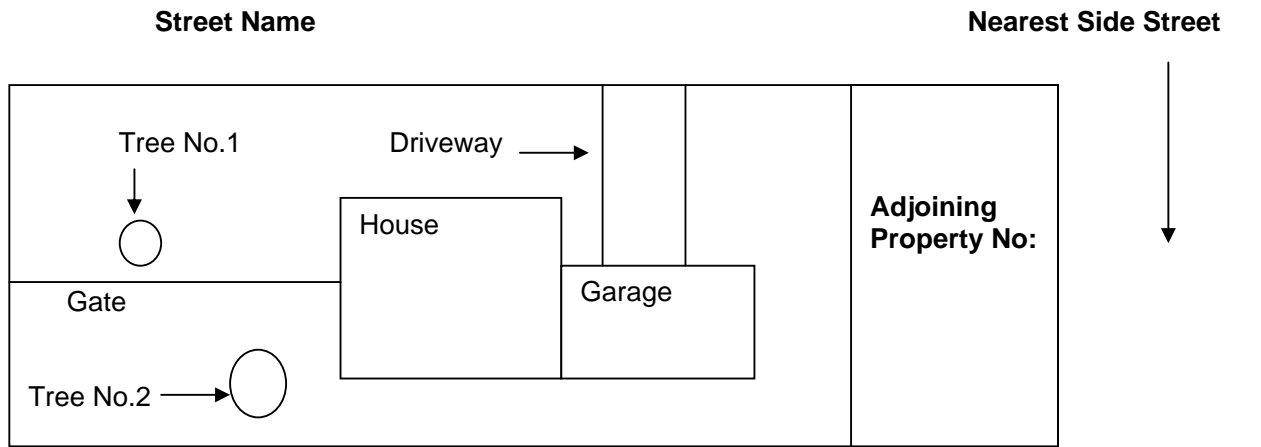 Street Name
Nearest Side Street
Tree No.1
Driveway
House
Adjoining
Property No:
Gate
Garage
Tree No.2